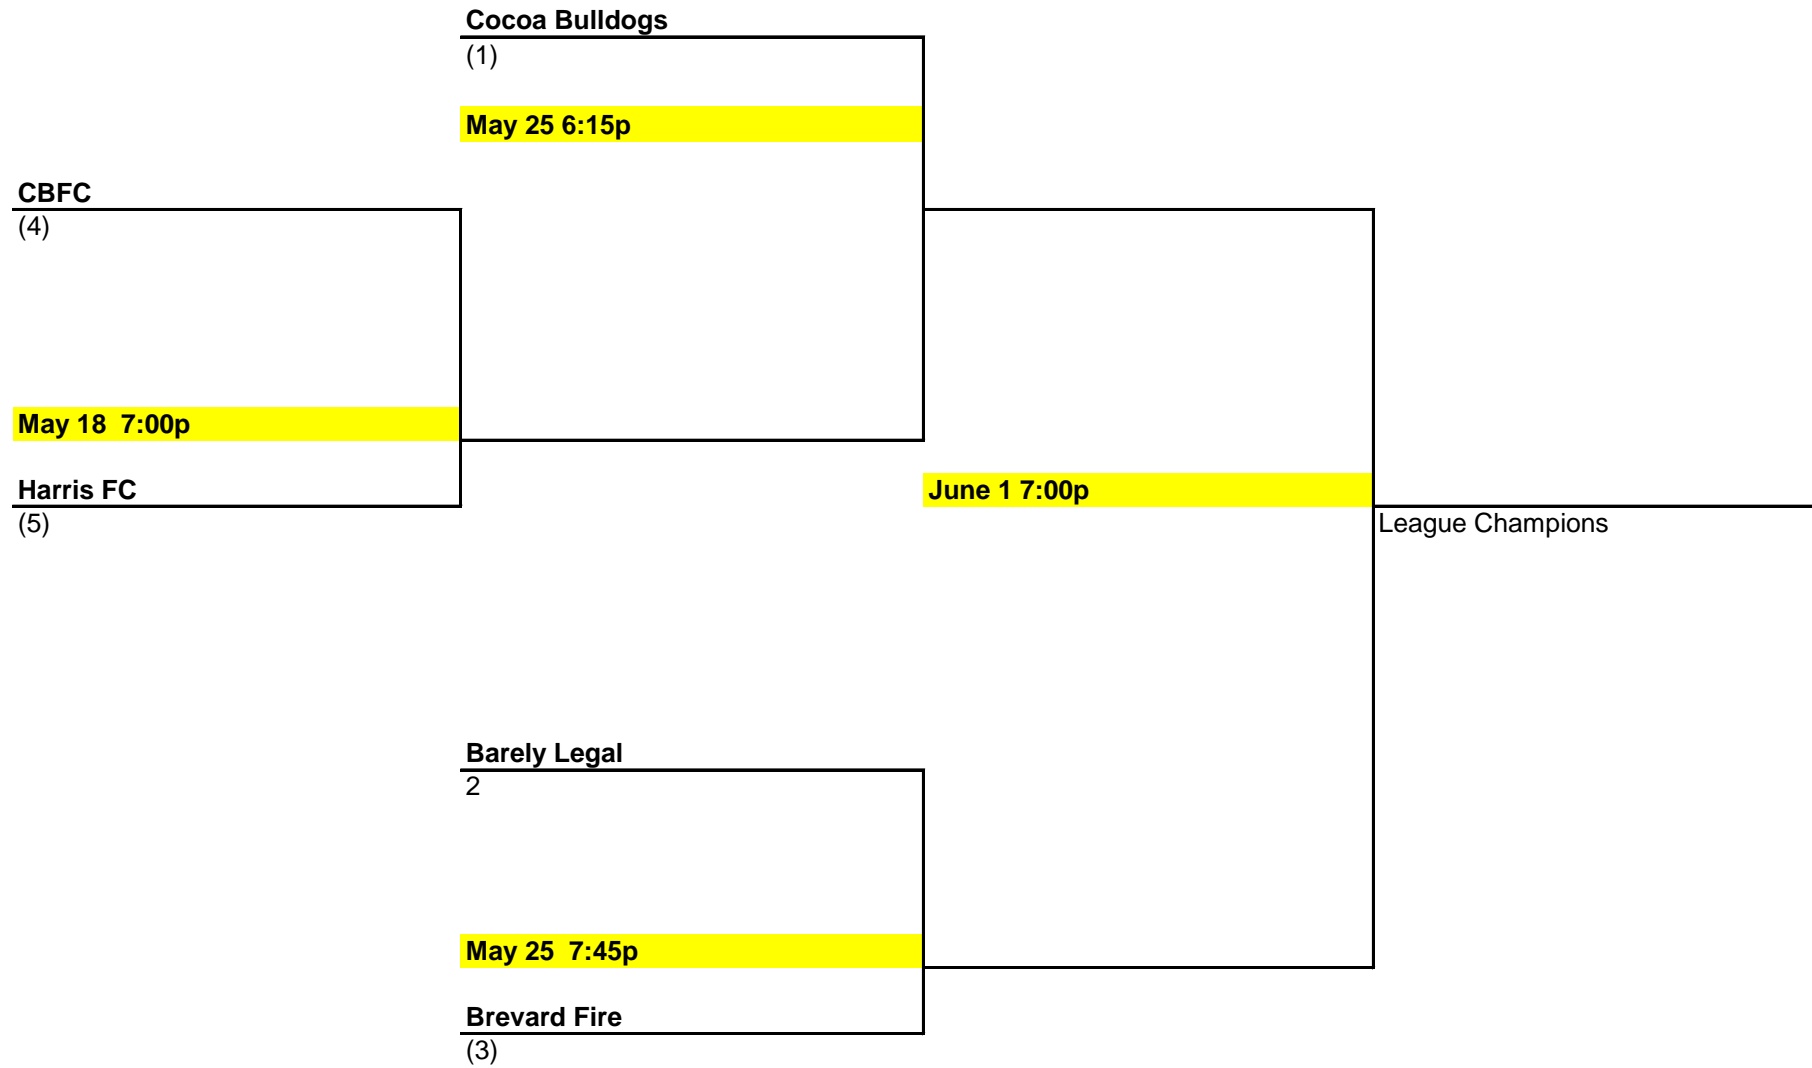 Cocoa Bulldogs
(1)
May 25 6:15p
CBFC
(4)
May 18  7:00p
Harris FC
(5)
June 1 7:00p
League Champions
Barely Legal
2
May 25  7:45p
Brevard Fire
(3)